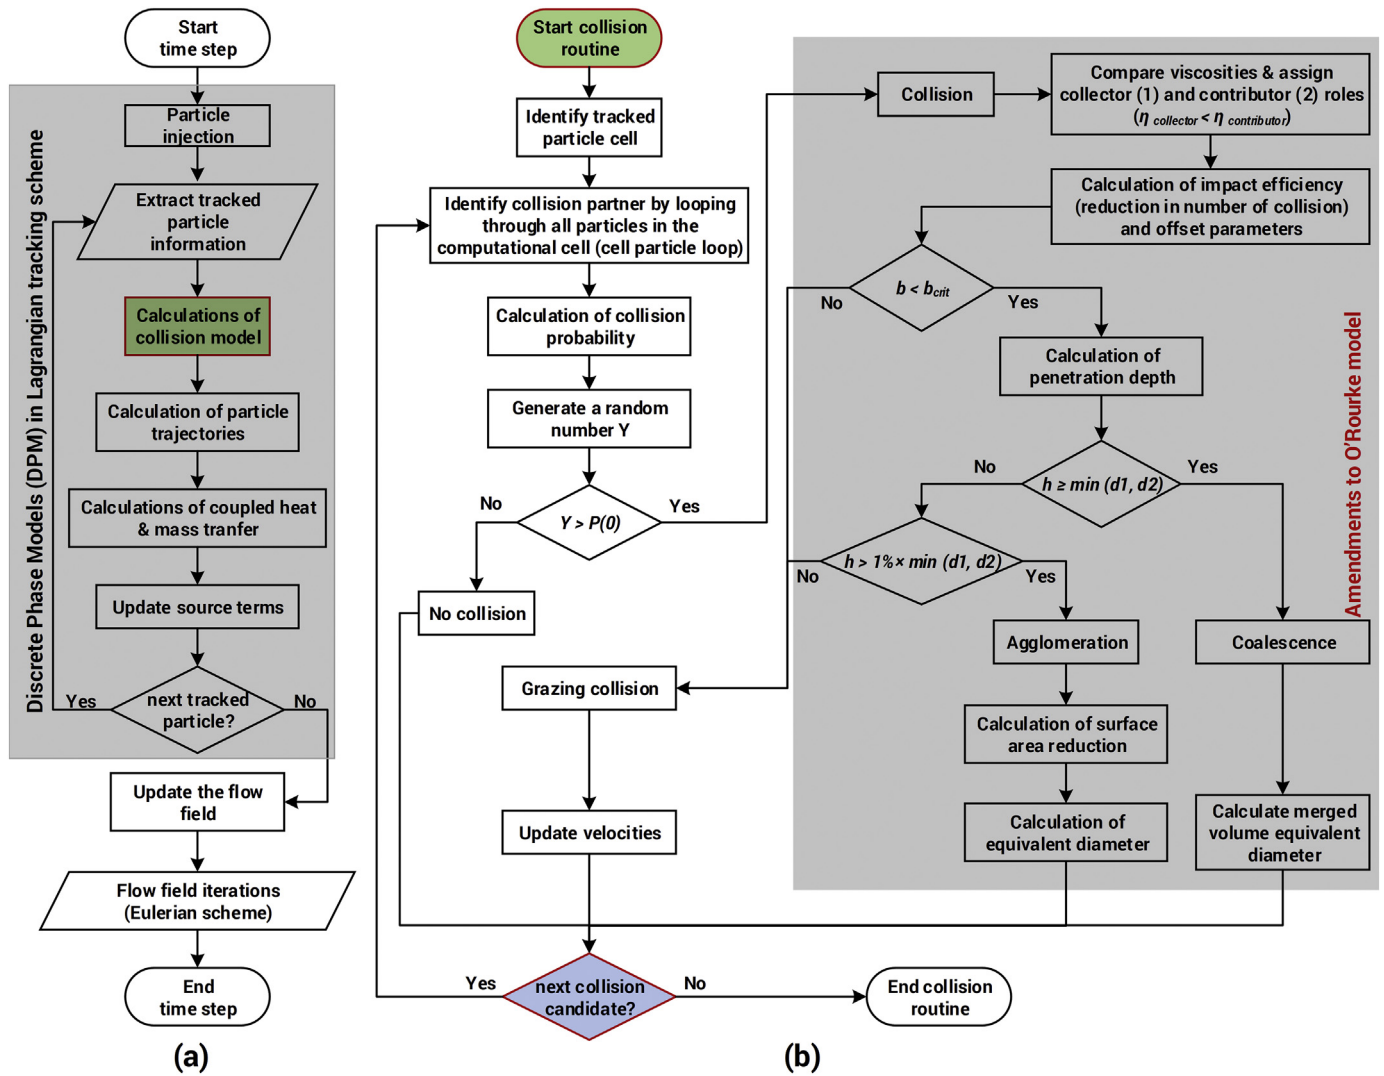 Start
time step
Discrete Phase Models (DPM) in Lagrangian tracking scheme
Particle
injection
Extract tracked
particle
information
Calculations of
collision model
Calculation of particle
trajectories
Calculations of coupled heat
& mass tranfer
Update source terms
next tracked
particle?
Yes
No
Update the flow
field
Flow field iterations
(Eulerian scheme)
End
time step
(a)
Start collision
routine
Identify tracked
particle cell
Identify collision partner by looping
through all particles in the
computational cell (cell particle loop)
Calculation of collision
probability
Generate a random
number Y
Y > P(0)
No
Yes
No collision
Grazing collision
Update velocities
next collision
candidate?
Yes
No
End collision
routine
Collision
Compare viscosities & assign
collector (1) and contributor (2) roles
(η collector < η contributor)
Calculation of impact efficiency
(reduction in number of collision)
and offset parameters
b < bcrit
No
Yes
Calculation of
penetration depth
h ≥ min (d1, d2)
No
Yes
h > 1%× min (d1, d2)
No
Yes
Agglomeration
Coalescence
Calculation of surface
area reduction
Calculation of
equivalent diameter
Calculate merged
volume equivalent
diameter
Amendments to O'Rourke model
(b)